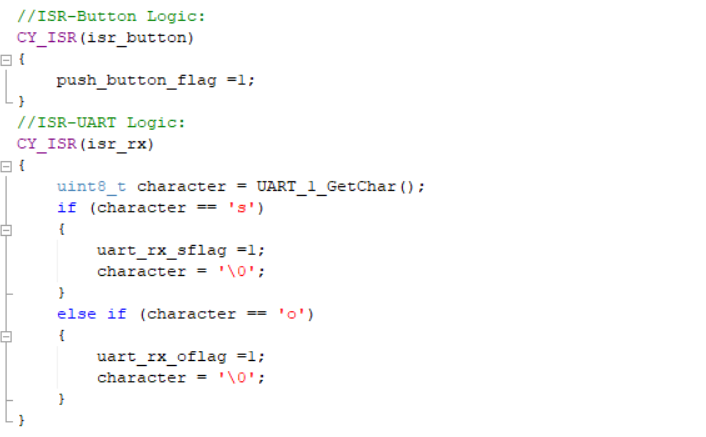 //ISR-Button Logic:
CY_ISR(isr_button)
{
    push_button_flag =1;
}
//ISR-UART Logic:
CY_ISR(isr_rx)
{
    uint8_t character = UART_1_GetChar();
    if (character == 's')
    {
        uart_rx_sflag =1;
        character = '\0';
    }
    else if (character == 'o')
    {
        uart_rx_oflag =1;
        character = '\0';
    }
}